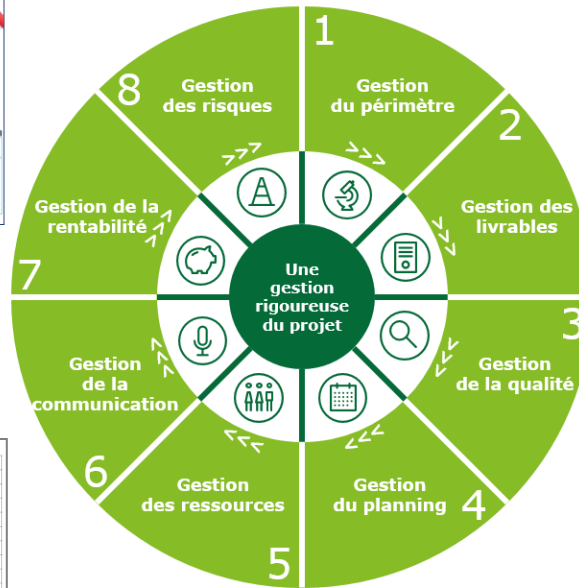 1
Gestion
du périmètre
2
Gestion des
livrables
3
Gestion
de la qualité
4
Gestion
du planning
5
Gestion
des ressources
6
Gestion
de la
communication
7
Gestion de la
rentabilité
8
Gestion
des risques
Une
gestion
rigoureuse
du projet